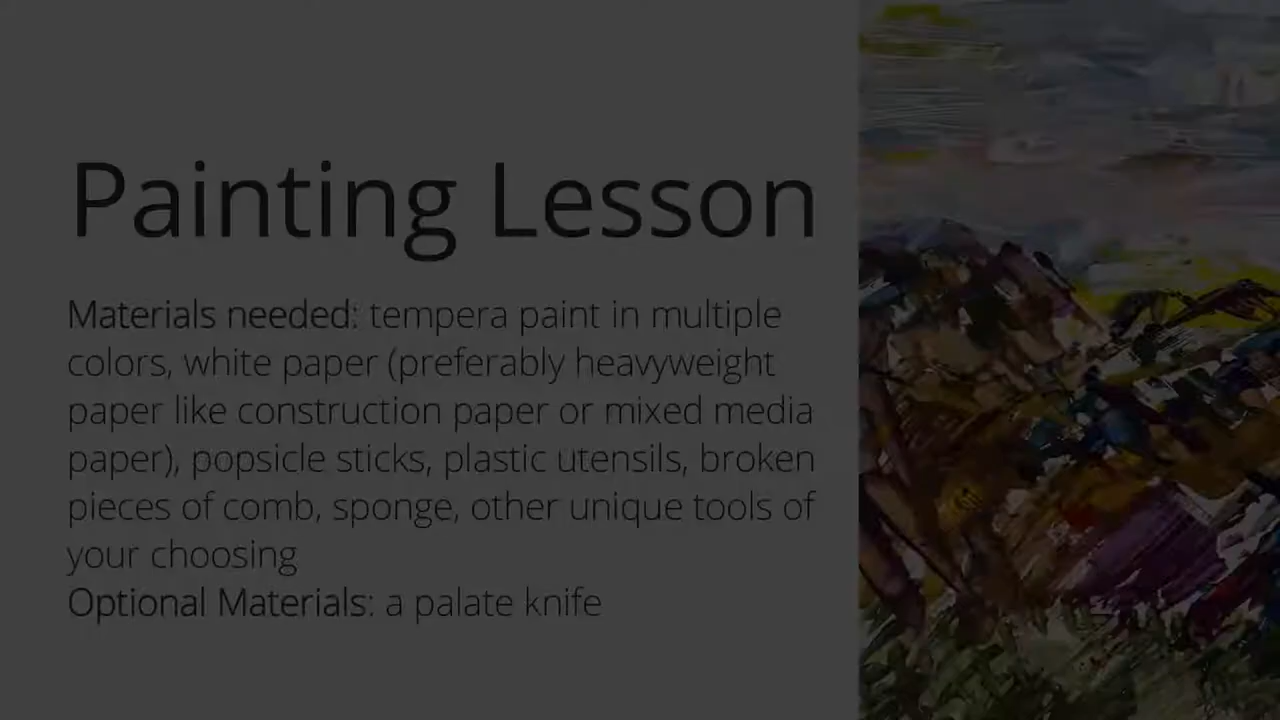 Painting Lesson
Materials needed: tempera paint in multiple
colors, white paper (preferably heavyweight
paper like construction paper or mixed media
paper), popsicle sticks, plastic utensils, broken
pieces of comb, sponge, other unique tools of
your choosing
Optional Materials: a palate knife